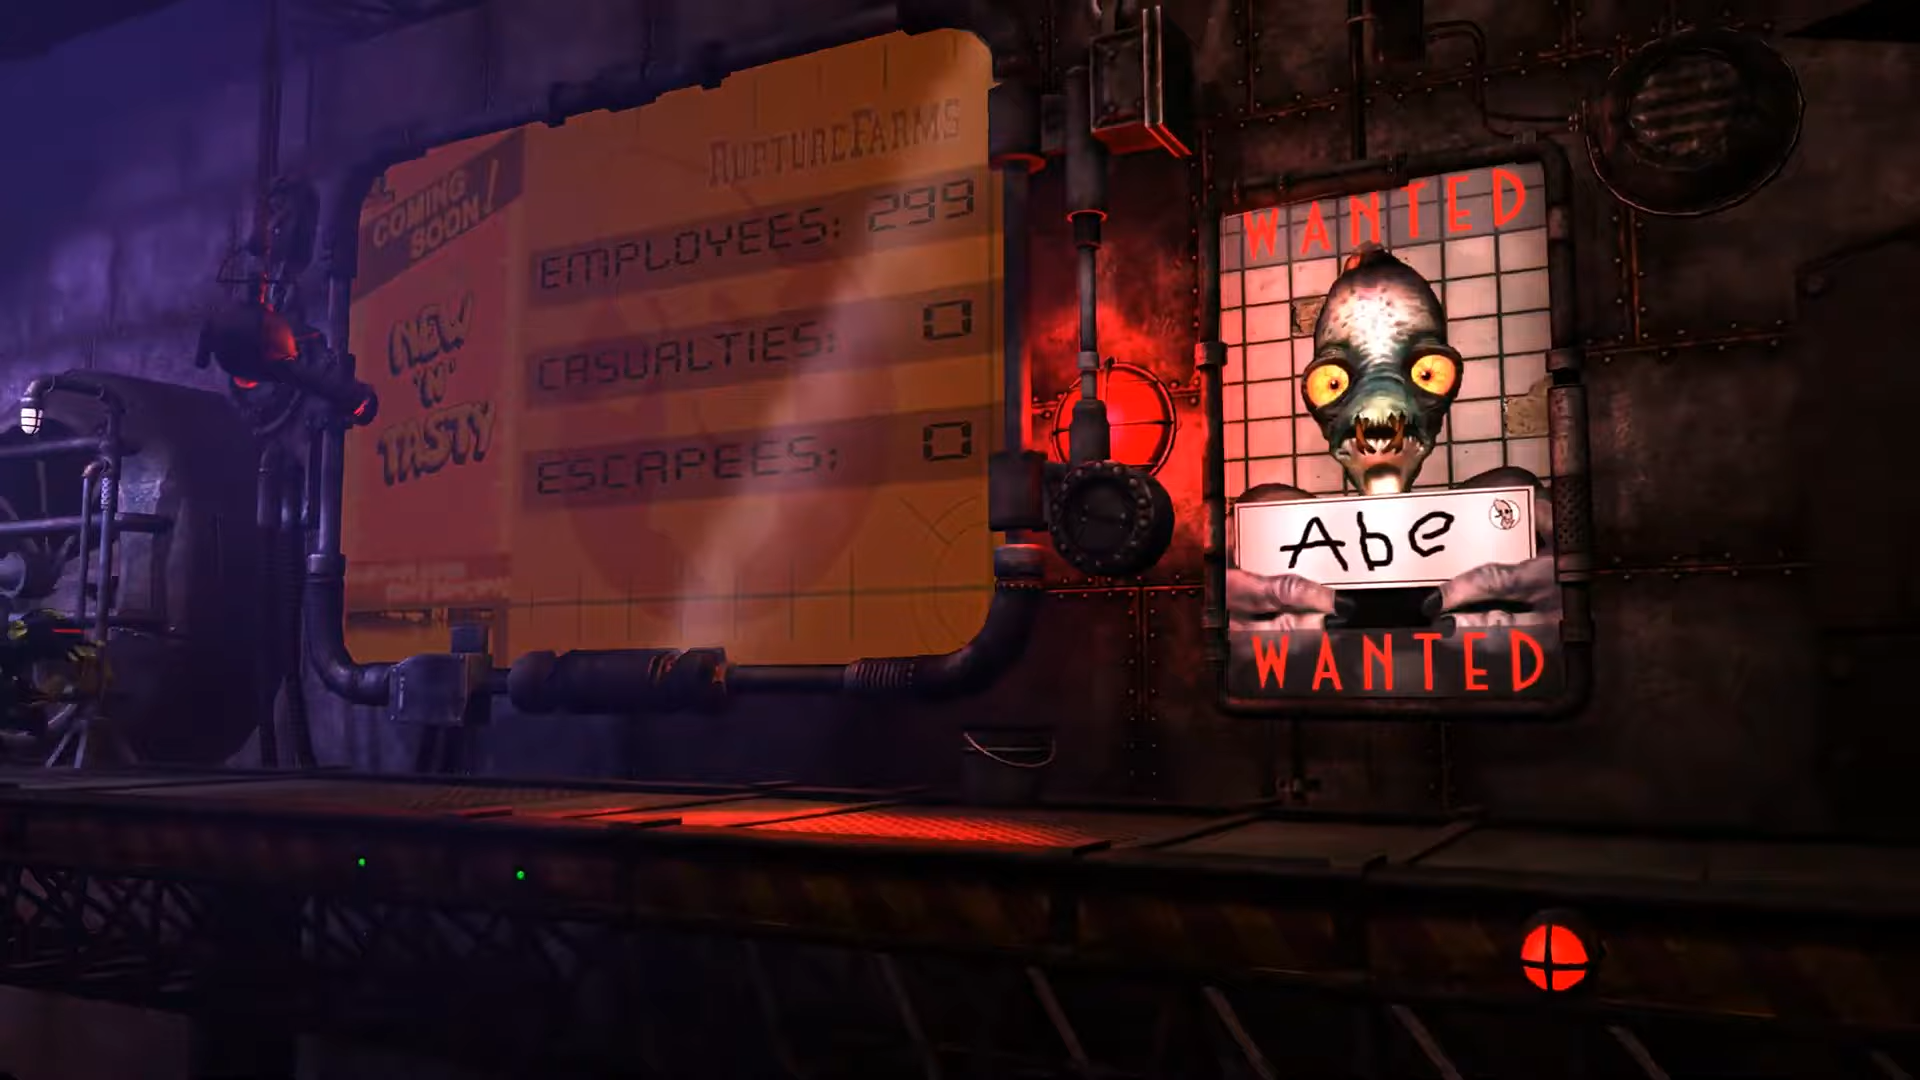 COMING
SOON!
NEW
'N'
TASTY
RUPTUREFARMS
EMPLOYEES: 299
CASUALTIES: 0
ESCAPEES: 0
WANTED
Abe
WANTED